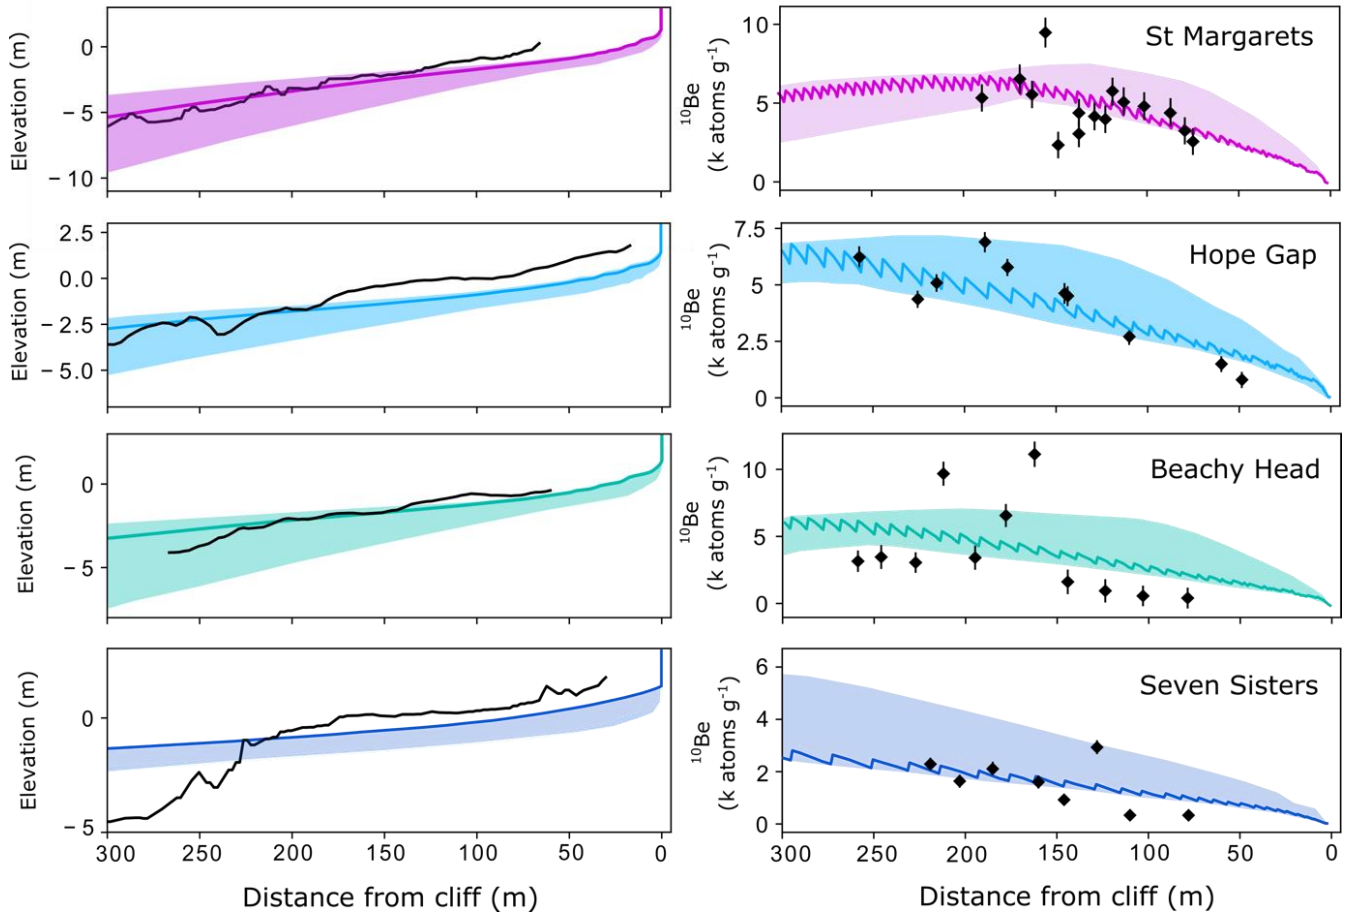 Elevation (m)
0
− 5
− 10
¹⁰Be
(k atoms g⁻¹)
10
5
0
St Margarets
Elevation (m)
2.5
0.0
− 2.5
− 5.0
¹⁰Be
(k atoms g⁻¹)
7.5
5
2.5
0
Hope Gap
Elevation (m)
0
− 5
¹⁰Be
(k atoms g⁻¹)
10
5
0
Beachy Head
Elevation (m)
0
− 5
300 250 200 150 100 50 0
Distance from cliff (m)
¹⁰Be
(k atoms g⁻¹)
6
4
2
0
Seven Sisters
300 250 200 150 100 50 0
Distance from cliff (m)